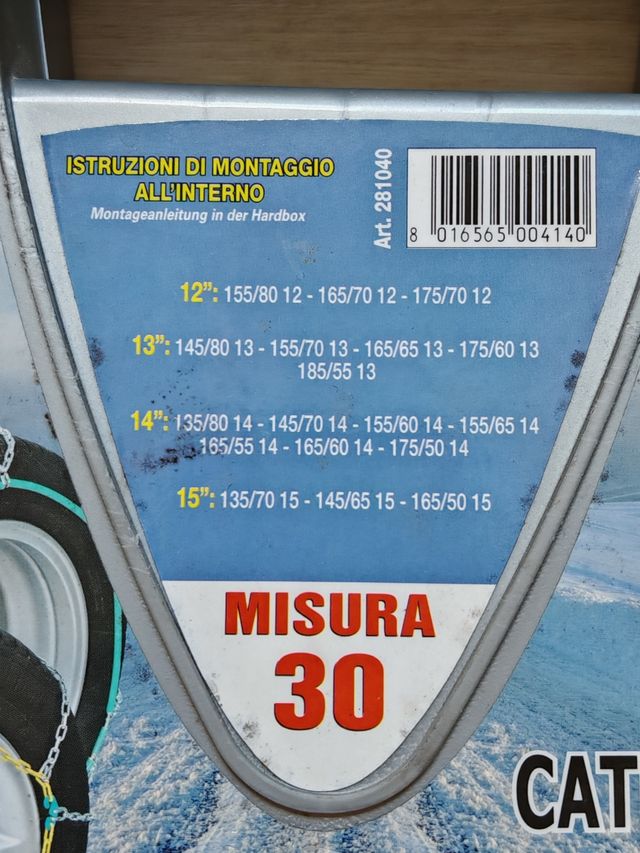 ISTRUZIONI DI MONTAGGIO
ALL'INTERNO
Montageanleitung in der Hardbox
Art. 281040
8 016565 004140
12”: 155/80 12 - 165/70 12 - 175/70 12
13”: 145/80 13 - 155/70 13 - 165/65 13 - 175/60 13
185/55 13
14”: 135/80 14 - 145/70 14 - 155/60 14 - 155/65 14
165/55 14 - 165/60 14 - 175/50 14
15”: 135/70 15 - 145/65 15 - 165/50 15
MISURA
30
CAT